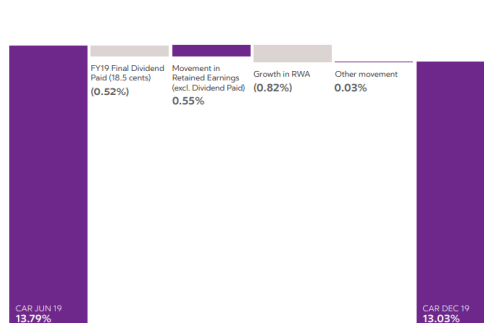 FY19 Final Dividend
Paid (18.5 cents)
(0.52%)
Movement in
Retained Earnings
(excl. Dividend Paid)
0.55%
Growth in RWA
(0.82%)
Other movement
0.03%
CAR JUN 19
13.79%
CAR DEC 19
13.03%